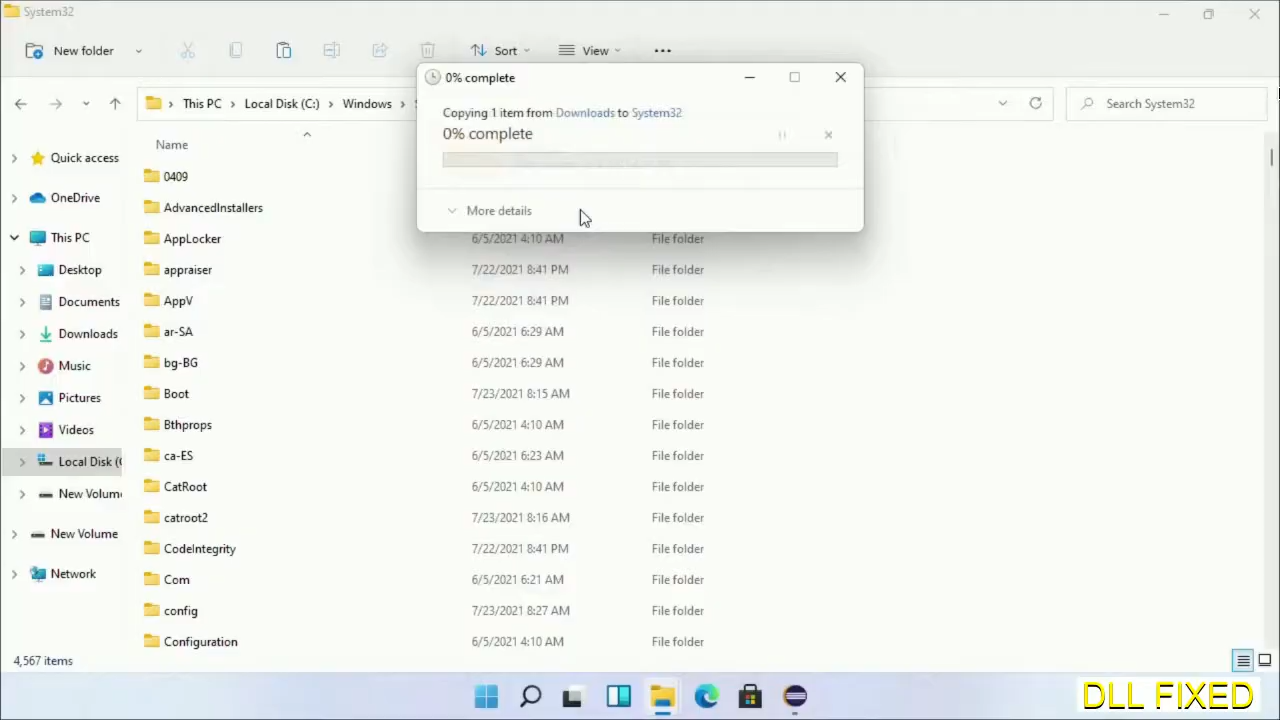 System32
New folder
Sort
View
0% complete
This PC
Local Disk (C:)
Windows
Search System32
Copying 1 item from Downloads to System32
0% complete
More details
Name
Quick access
OneDrive
This PC
Desktop
Documents
Downloads
Music
Pictures
Videos
Local Disk (
New Volum
New Volume
Network
0409
AdvancedInstallers
AppLocker 6/5/2021 4:10 AM File folder
appraiser 7/22/2021 8:41 PM File folder
AppV 7/22/2021 8:41 PM File folder
ar-SA 6/5/2021 6:29 AM File folder
bg-BG 6/5/2021 6:29 AM File folder
Boot 7/23/2021 8:15 AM File folder
Bthprops 6/5/2021 4:10 AM File folder
ca-ES 6/5/2021 6:23 AM File folder
CatRoot 6/5/2021 4:10 AM File folder
catroot2 7/23/2021 8:16 AM File folder
CodeIntegrity 7/22/2021 8:41 PM File folder
Com 6/5/2021 6:21 AM File folder
config 7/23/2021 8:27 AM File folder
Configuration 6/5/2021 4:10 AM File folder
4,567 items
DLL FIXED